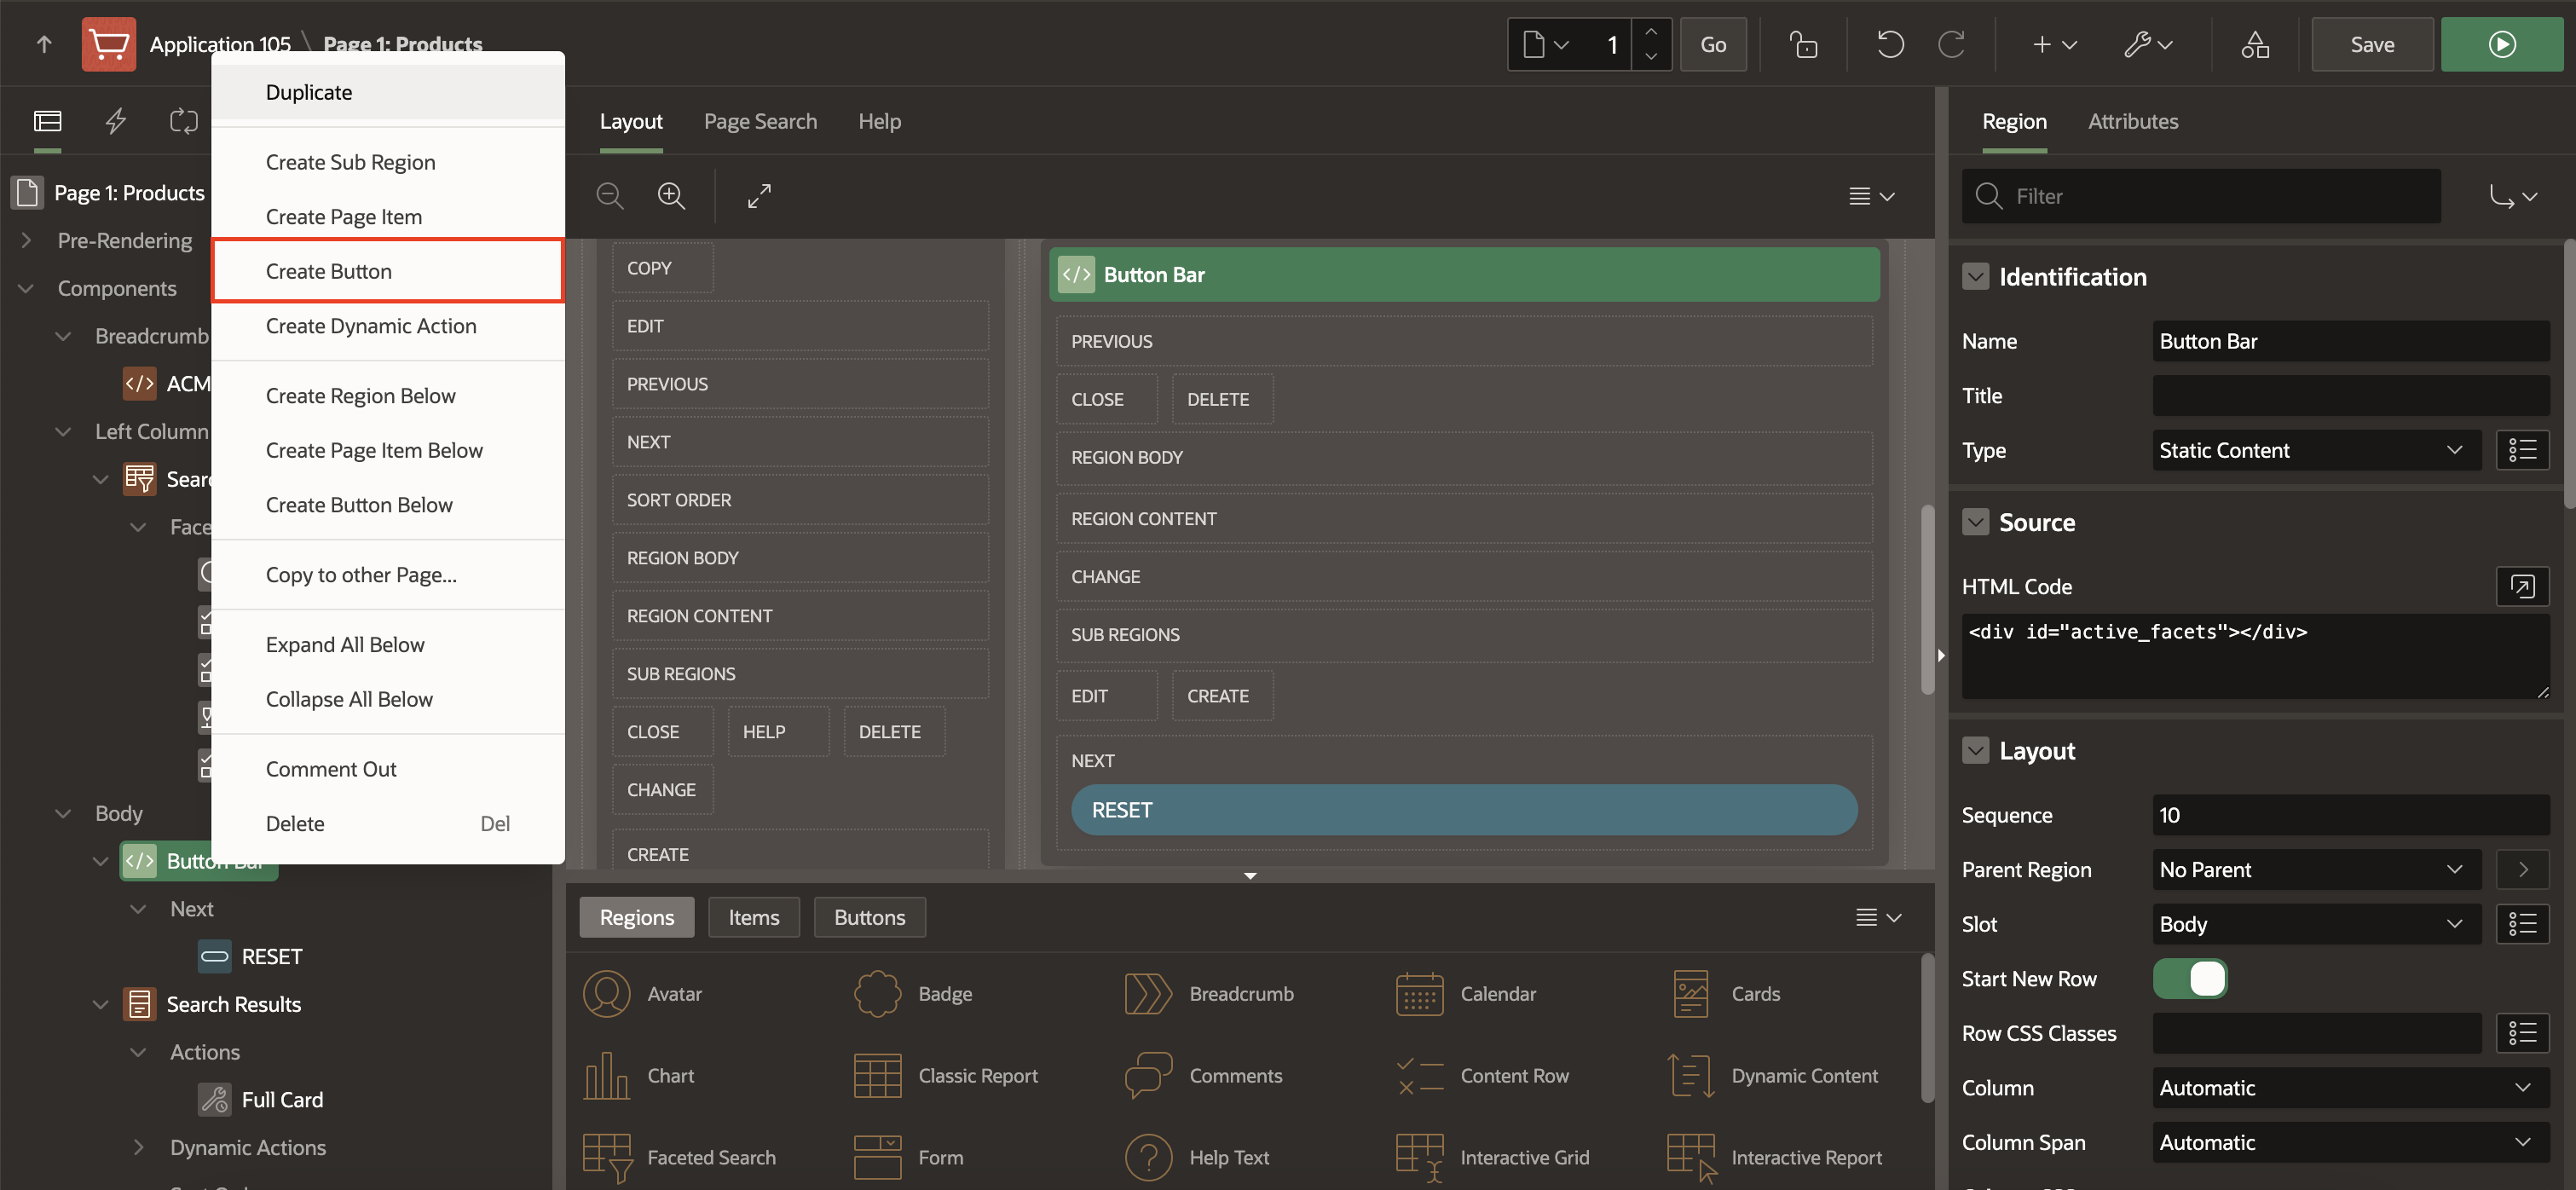 Application 105 \ Page 1: Products
1
Go
Save
Duplicate
Create Sub Region
Create Page Item
Create Button
Create Dynamic Action
Create Region Below
Create Page Item Below
Create Button Below
Copy to other Page...
Expand All Below
Collapse All Below
Comment Out
Delete Del
Page 1: Products
Pre-Rendering
Components
Breadcrumb
</> ACM
Left Column
Searc
Face
Body
</> Button Bar
Next
RESET
Search Results
Actions
Full Card
Dynamic Actions
Layout Page Search Help
COPY
EDIT
PREVIOUS
NEXT
SORT ORDER
REGION BODY
REGION CONTENT
SUB REGIONS
CLOSE HELP DELETE
CHANGE
CREATE
</> Button Bar
PREVIOUS
CLOSE DELETE
REGION BODY
REGION CONTENT
CHANGE
SUB REGIONS
EDIT CREATE
NEXT
RESET
Regions Items Buttons
Avatar Badge Breadcrumb Calendar Cards
Chart Classic Report Comments Content Row Dynamic Content
Faceted Search Form Help Text Interactive Grid Interactive Report
Region Attributes
Filter
Identification
Name Button Bar
Title
Type Static Content
Source
HTML Code
<div id="active_facets"></div>
Layout
Sequence 10
Parent Region No Parent
Slot Body
Start New Row
Row CSS Classes
Column Automatic
Column Span Automatic